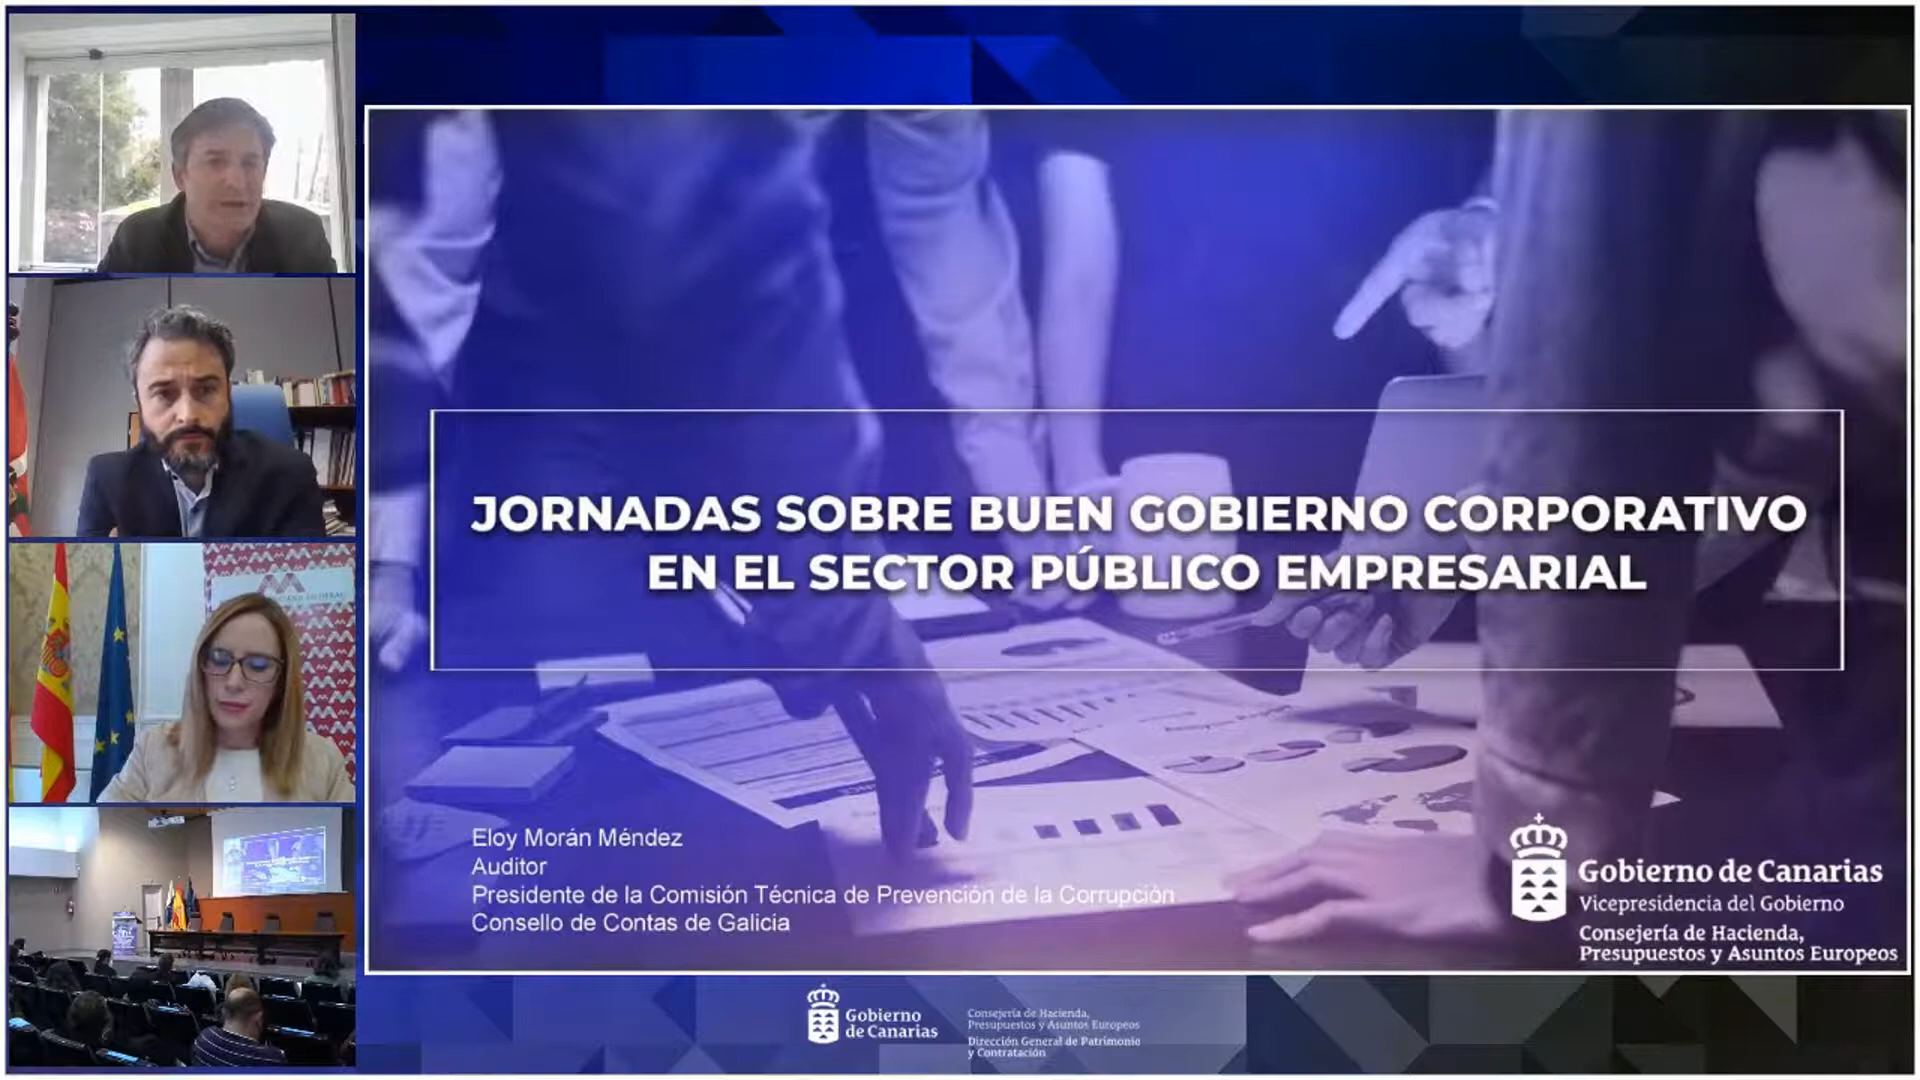 JORNADAS SOBRE BUEN GOBIERNO CORPORATIVO
EN EL SECTOR PÚBLICO EMPRESARIAL
Eloy Morán Méndez
Auditor
Presidente de la Comisión Técnica de Prevención de la Corrupción
Consello de Contas de Galicia
Gobierno de Canarias
Vicepresidencia del Gobierno
Consejería de Hacienda,
Presupuestos y Asuntos Europeos
Gobierno
de Canarias
Consejería de Hacienda,
Presupuestos y Asuntos Europeos
Dirección General de Patrimonio
y Contratación